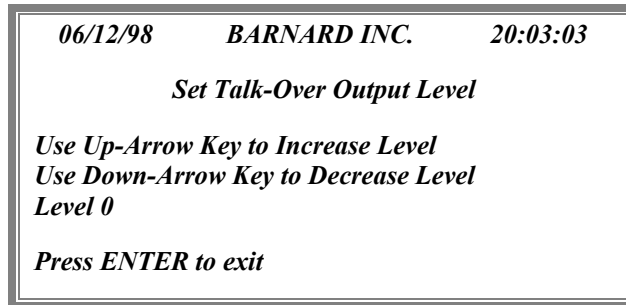 06/12/98 BARNARD INC. 20:03:03
Set Talk-Over Output Level
Use Up-Arrow Key to Increase Level
Use Down-Arrow Key to Decrease Level
Level 0
Press ENTER to exit